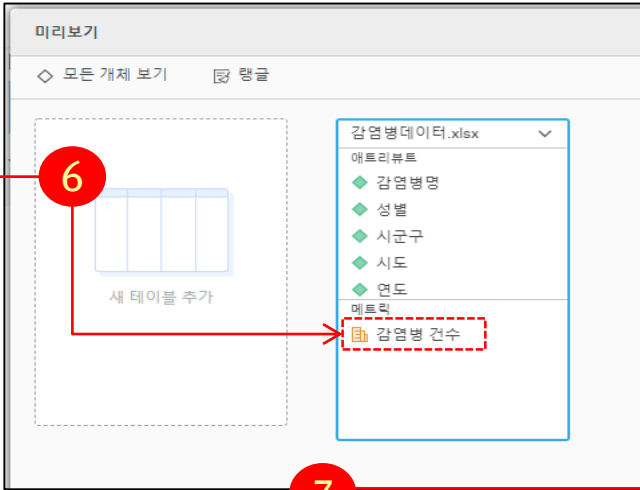 미리보기
모든 개체 보기 랭글
감염병데이터.xlsx
애트리뷰트
6
감염병명
성별
시군구
시도
새 테이블 추가
연도
메트릭
감염병 건수
7